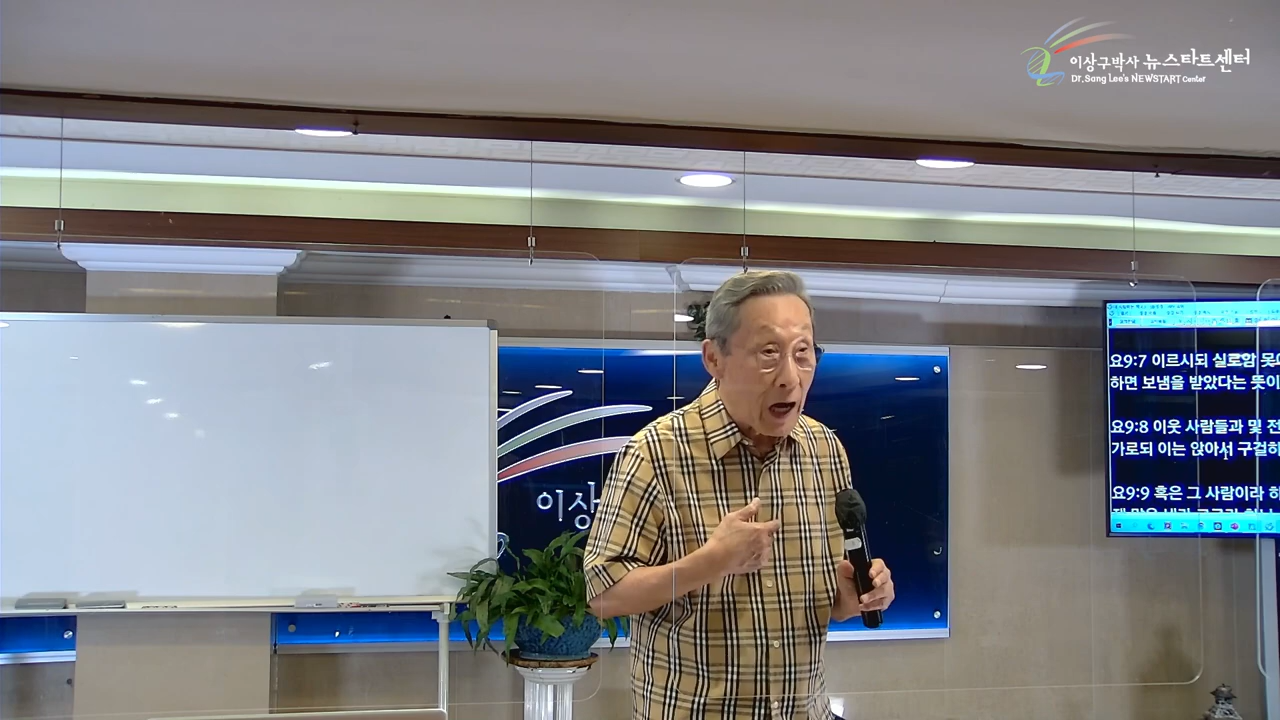 이상구박사 뉴스타트센터
Dr. Sang Lee's NEWSTART Center
이상
요9:7 이르시되 실로암 못에
하면 보냄을 받았다는 뜻이
요9:8 이웃 사람들과 및 전
가로되 이는 앉아서 구걸하
요9:9 혹은 그 사람이라 하